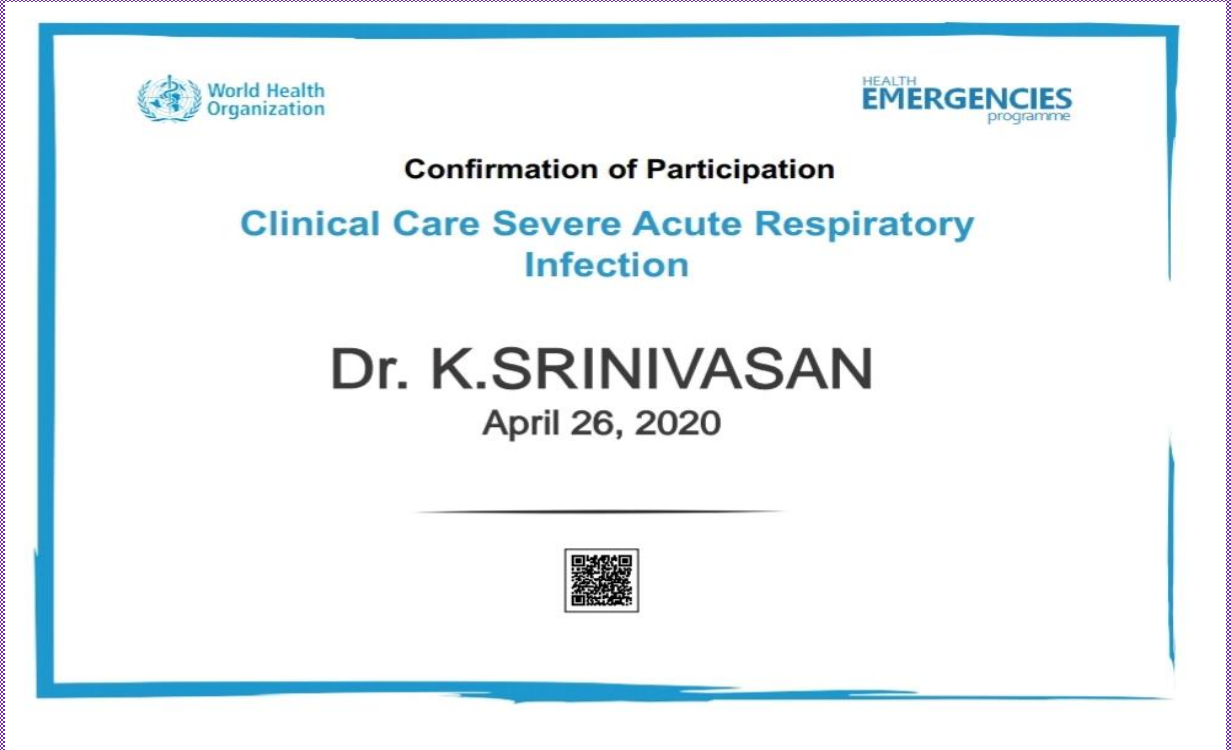 World Health
Organization
HEALTH
EMERGENCIES
programme
Confirmation of Participation
Clinical Care Severe Acute Respiratory
Infection
Dr. K.SRINIVASAN
April 26, 2020